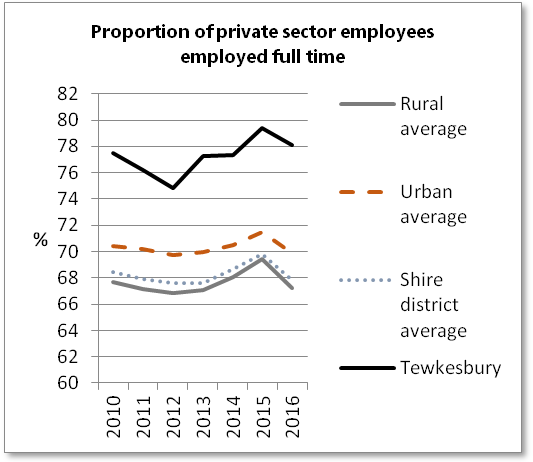 Proportion of private sector employees
employed full time
82
80
78
76
74
72
70
68
66
64
62
60
%
2010
2011
2012
2013
2014
2015
2016
Rural
average
Urban
average
Shire
district
average
Tewkesbury